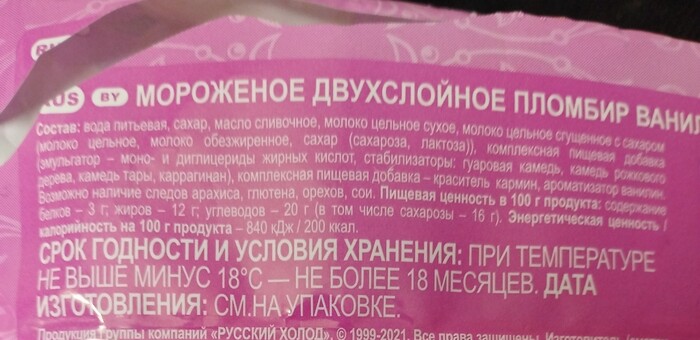 RUS BY МОРОЖЕНОЕ ДВУХСЛОЙНОЕ ПЛОМБИР ВАНИЛ
Состав: вода питьевая, сахар, масло сливочное, молоко цельное сухое, молоко цельное сгущенное с сахаром
(молоко цельное, молоко обезжиренное, сахар (сахароза, лактоза)), комплексная пищевая добавка
(эмульгатор – моно- и диглицериды жирных кислот, стабилизаторы: гуаровая камедь, камедь рожкового
дерева, камедь тары, каррагинан), комплексная пищевая добавка – краситель кармин, ароматизатор ванилин.
Возможно наличие следов арахиса, глютена, орехов, сои. Пищевая ценность в 100 г продукта: содержание
белков – 3 г; жиров – 12 г; углеводов – 20 г (в том числе сахарозы – 16 г). Энергетическая ценность /
калорийность на 100 г продукта – 840 кДж / 200 ккал.
СРОК ГОДНОСТИ И УСЛОВИЯ ХРАНЕНИЯ: ПРИ ТЕМПЕРАТУРЕ
НЕ ВЫШЕ МИНУС 18°С — НЕ БОЛЕЕ 18 МЕСЯЦЕВ. ДАТА
ИЗГОТОВЛЕНИЯ: СМ.НА УПАКОВКЕ.
Продукция Группы компаний «РУССКИЙ ХОЛОД». © 1999-2021. Все права защищены. Изготовитель